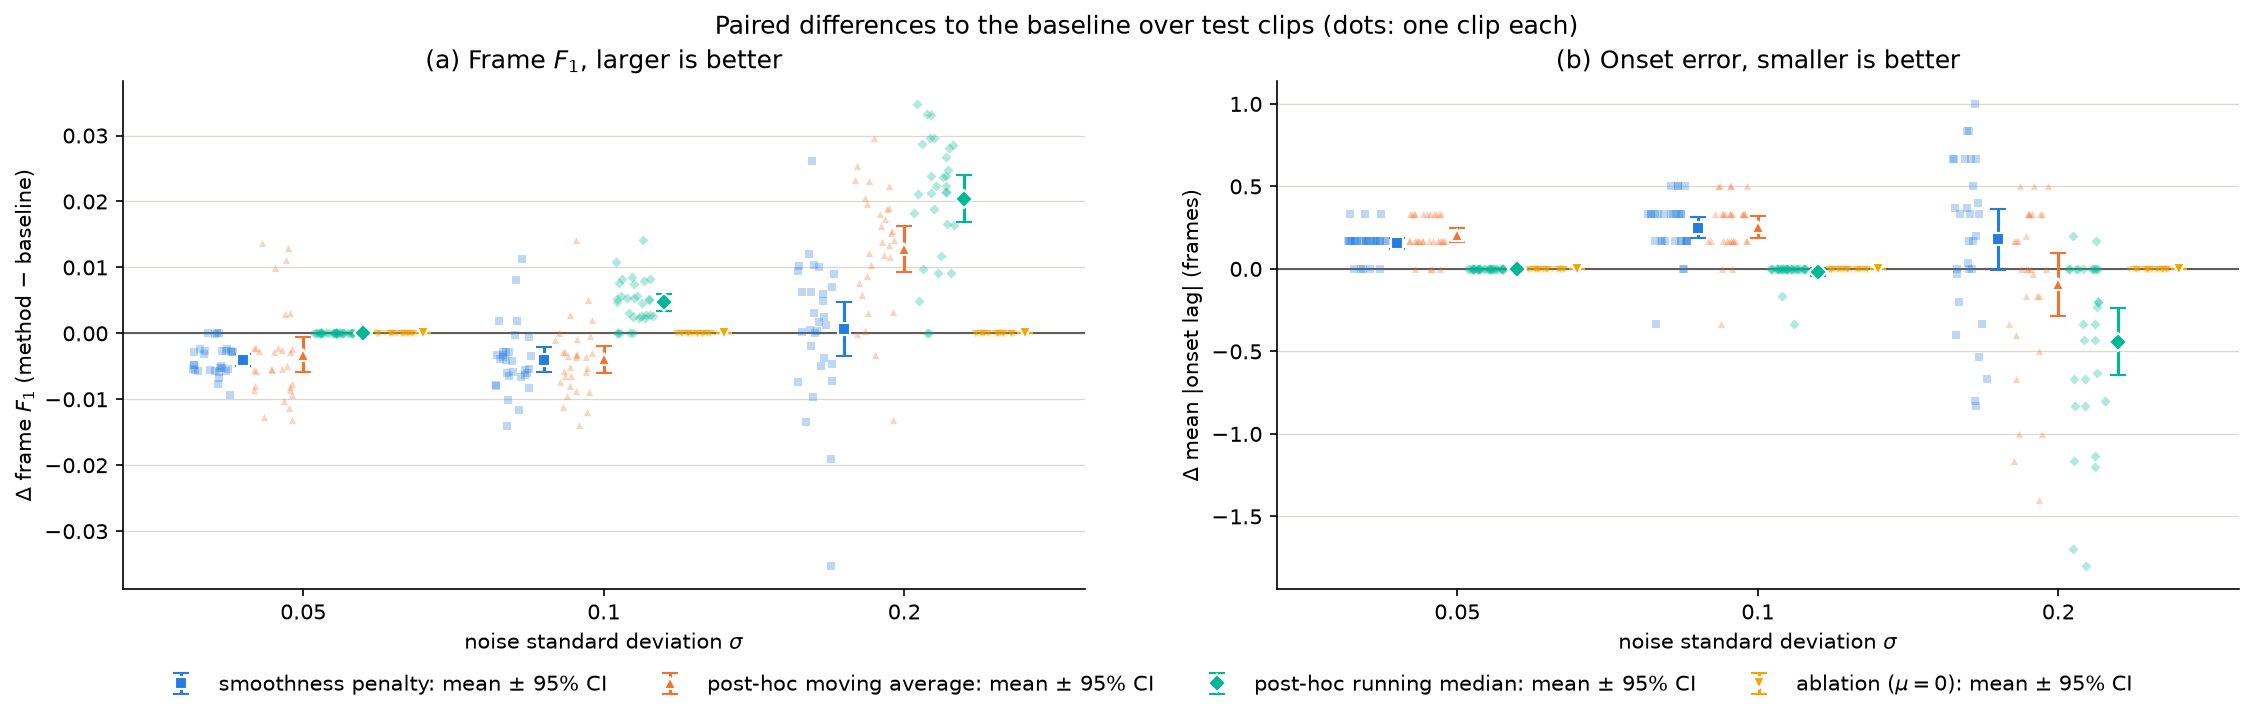 Paired differences to the baseline over test clips (dots: one clip each)
(a) Frame F₁, larger is better
Δ frame F₁ (method − baseline)
0.03
0.02
0.01
0.00
−0.01
−0.02
−0.03
0.05
0.1
0.2
noise standard deviation σ
(b) Onset error, smaller is better
Δ mean |onset lag| (frames)
1.0
0.5
0.0
−0.5
−1.0
−1.5
0.05
0.1
0.2
noise standard deviation σ
smoothness penalty: mean ± 95% CI
post-hoc moving average: mean ± 95% CI
post-hoc running median: mean ± 95% CI
ablation (μ = 0): mean ± 95% CI